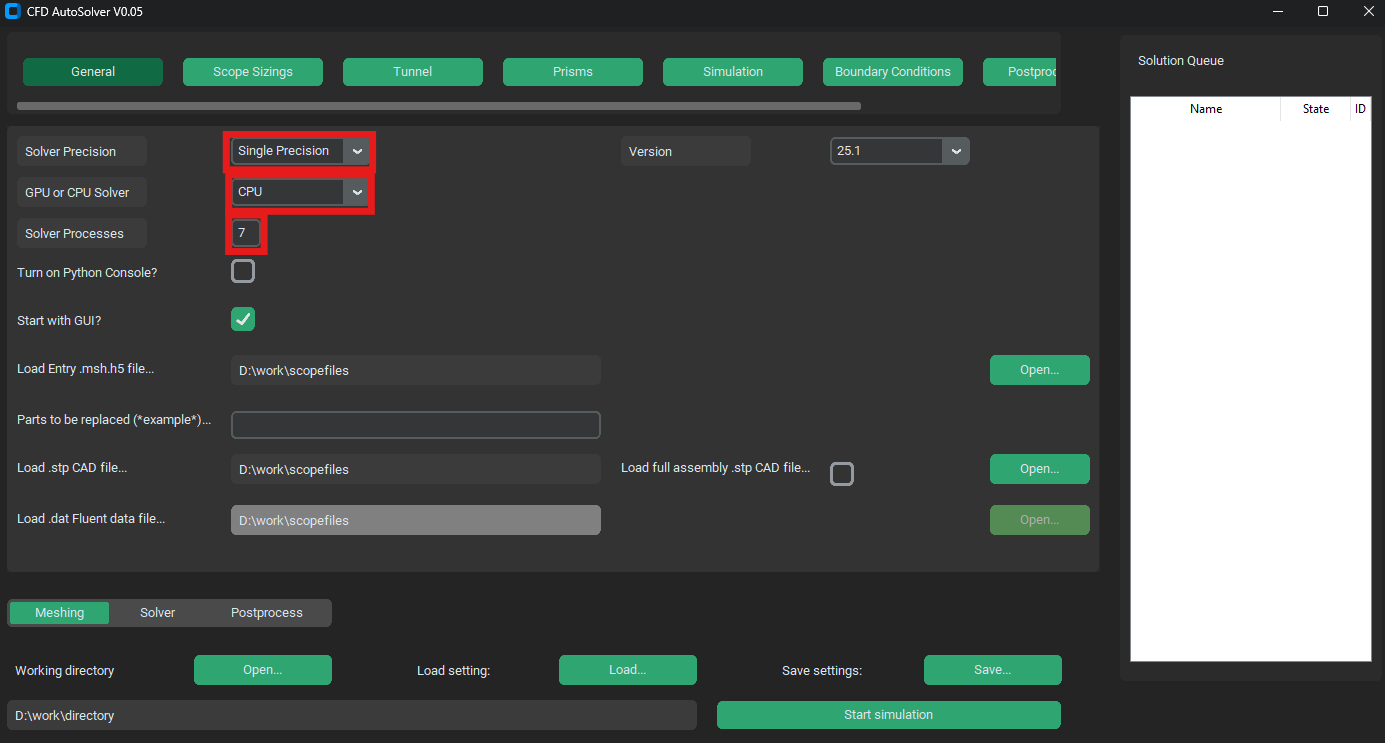 CFD AutoSolver V0.05
General Scope Sizings Tunnel Prisms Simulation Boundary Conditions Postproc
Solution Queue
Name State ID
Solver Precision Single Precision Version 25.1
GPU or CPU Solver CPU
Solver Processes 7
Turn on Python Console?
Start with GUI?
Load Entry .msh.h5 file... D:\work\scopefiles Open...
Parts to be replaced (*example*)...
Load .stp CAD file... D:\work\scopefiles Load full assembly .stp CAD file... Open...
Load .dat Fluent data file... D:\work\scopefiles Open...
Meshing Solver Postprocess
Working directory Open... Load setting: Load... Save settings: Save...
D:\work\directory Start simulation